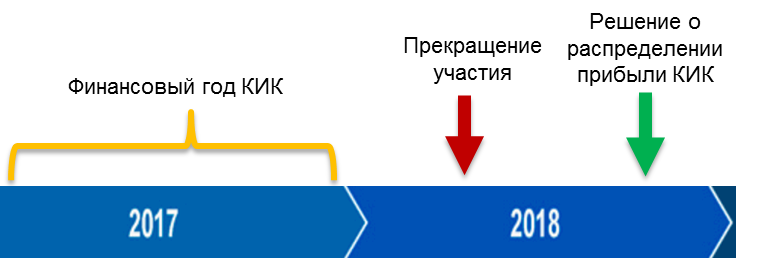 Финансовый год КИК
Прекращение
участия
Решение о
распределении
прибыли КИК
2017
2018